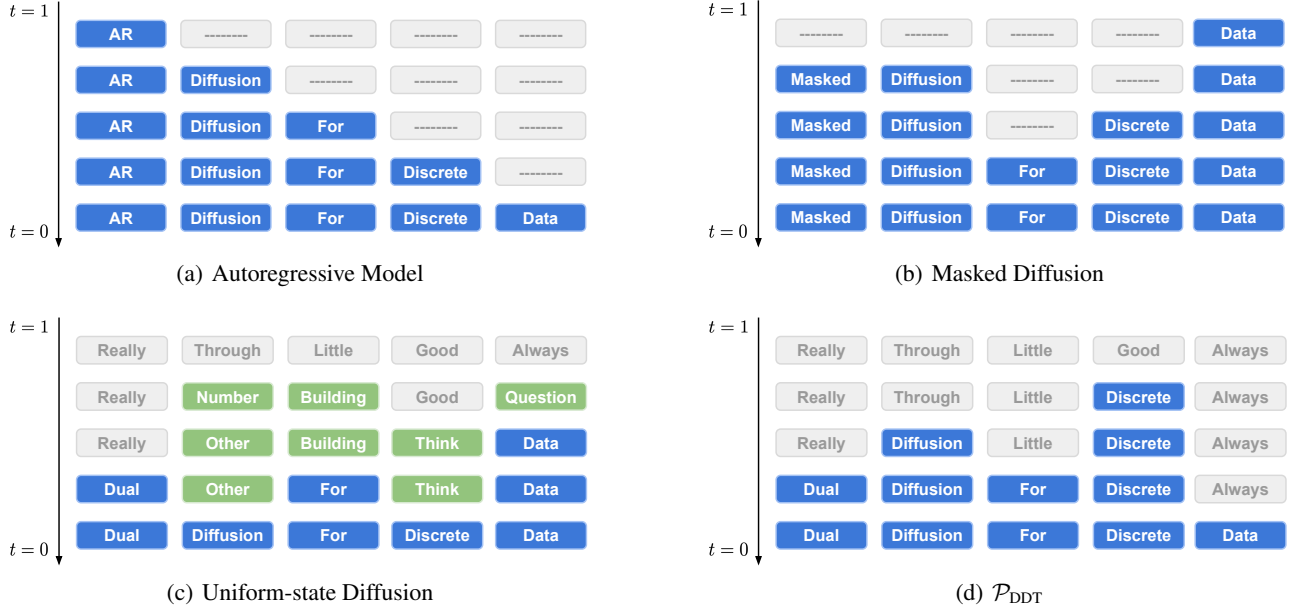 t = 1
AR -------- -------- -------- --------
AR Diffusion -------- -------- --------
AR Diffusion For -------- --------
AR Diffusion For Discrete --------
AR Diffusion For Discrete Data
t = 0
(a) Autoregressive Model
t = 1
-------- -------- -------- -------- Data
Masked Diffusion -------- -------- Data
Masked Diffusion -------- Discrete Data
Masked Diffusion For Discrete Data
Masked Diffusion For Discrete Data
t = 0
(b) Masked Diffusion
t = 1
Really Through Little Good Always
Really Number Building Good Question
Really Other Building Think Data
Dual Other For Think Data
Dual Diffusion For Discrete Data
t = 0
(c) Uniform-state Diffusion
t = 1
Really Through Little Good Always
Really Through Little Discrete Always
Really Diffusion Little Discrete Always
Dual Diffusion For Discrete Always
Dual Diffusion For Discrete Data
t = 0
(d) 𝒫_DDT